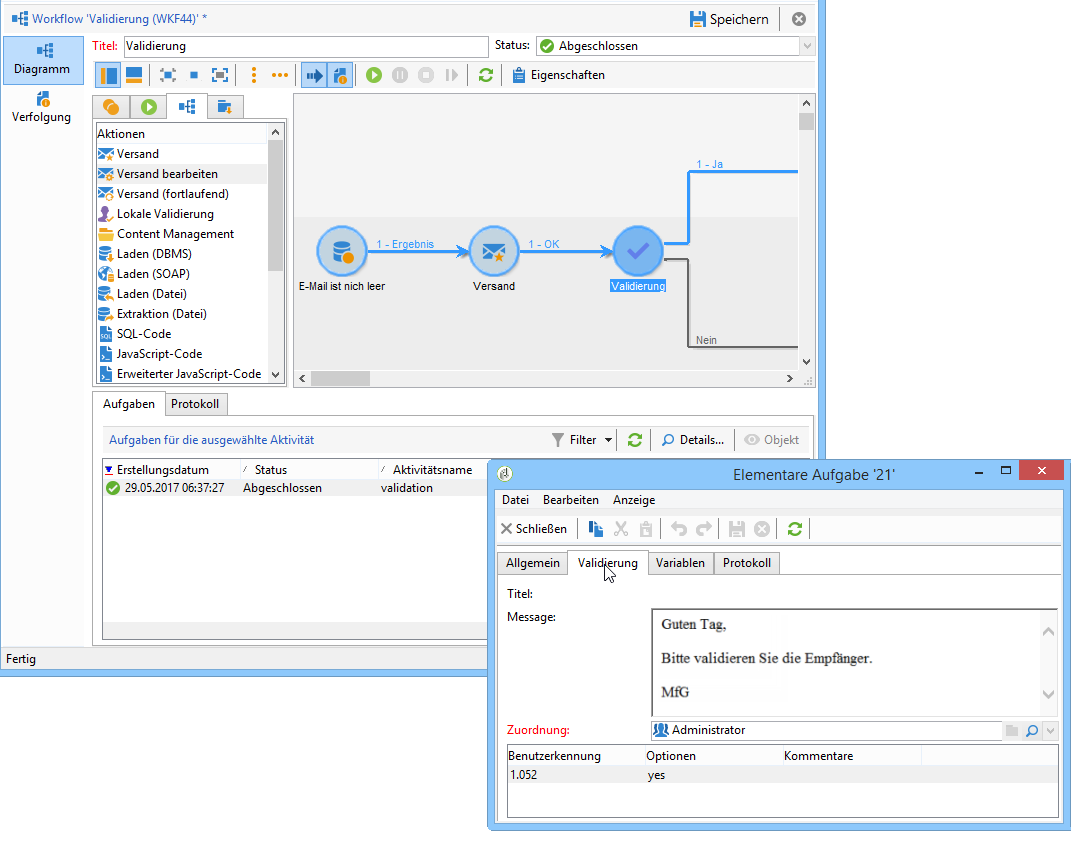 Workflow 'Validierung (WKF44)' *
Speichern
Diagramm
Verfolgung
Titel: Validierung
Status: Abgeschlossen
Eigenschaften
Aktionen
Versand
Versand bearbeiten
Versand (fortlaufend)
Lokale Validierung
Content Management
Laden (DBMS)
Laden (SOAP)
Laden (Datei)
Extraktion (Datei)
SQL SQL-Code
JavaScript-Code
Erweiterter JavaScript-Code
1 - Ja
1 - Ergebnis
1 - OK
E-Mail ist nich leer
Versand
Validierung
Nein
Aufgaben Protokoll
Aufgaben für die ausgewählte Aktivität
Filter
Details...
Objekt
Erstellungsdatum Status Aktivitätsname
29.05.2017 06:37:27 Abgeschlossen validation
Fertig
Elementare Aufgabe '21'
Datei Bearbeiten Anzeige
Schließen
Allgemein Validierung Variablen Protokoll
Titel:
Message:
Guten Tag,
Bitte validieren Sie die Empfänger.
MfG
Zuordnung: Administrator
Benutzerkennung Optionen Kommentare
1.052 yes